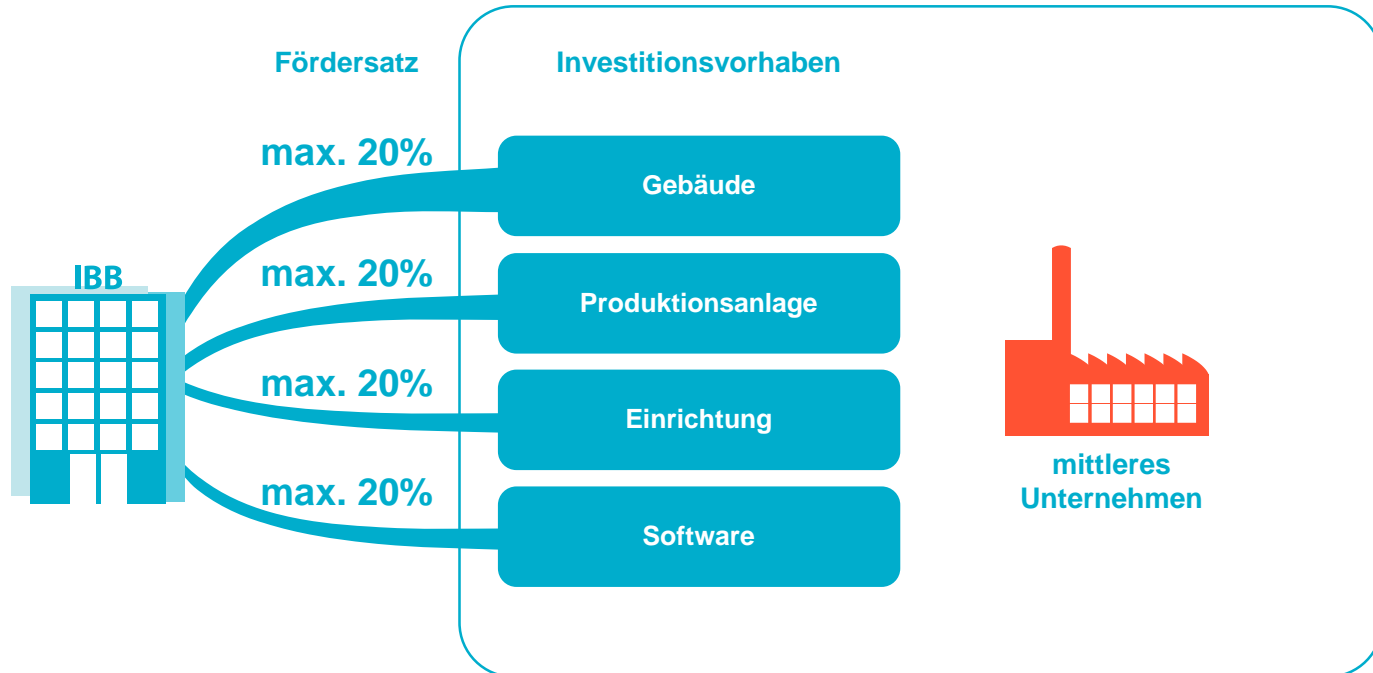 Fördersatz
Investitionsvorhaben
max. 20%
Gebäude
IBB
max. 20%
Produktionsanlage
max. 20%
Einrichtung
max. 20%
Software
mittleres
Unternehmen